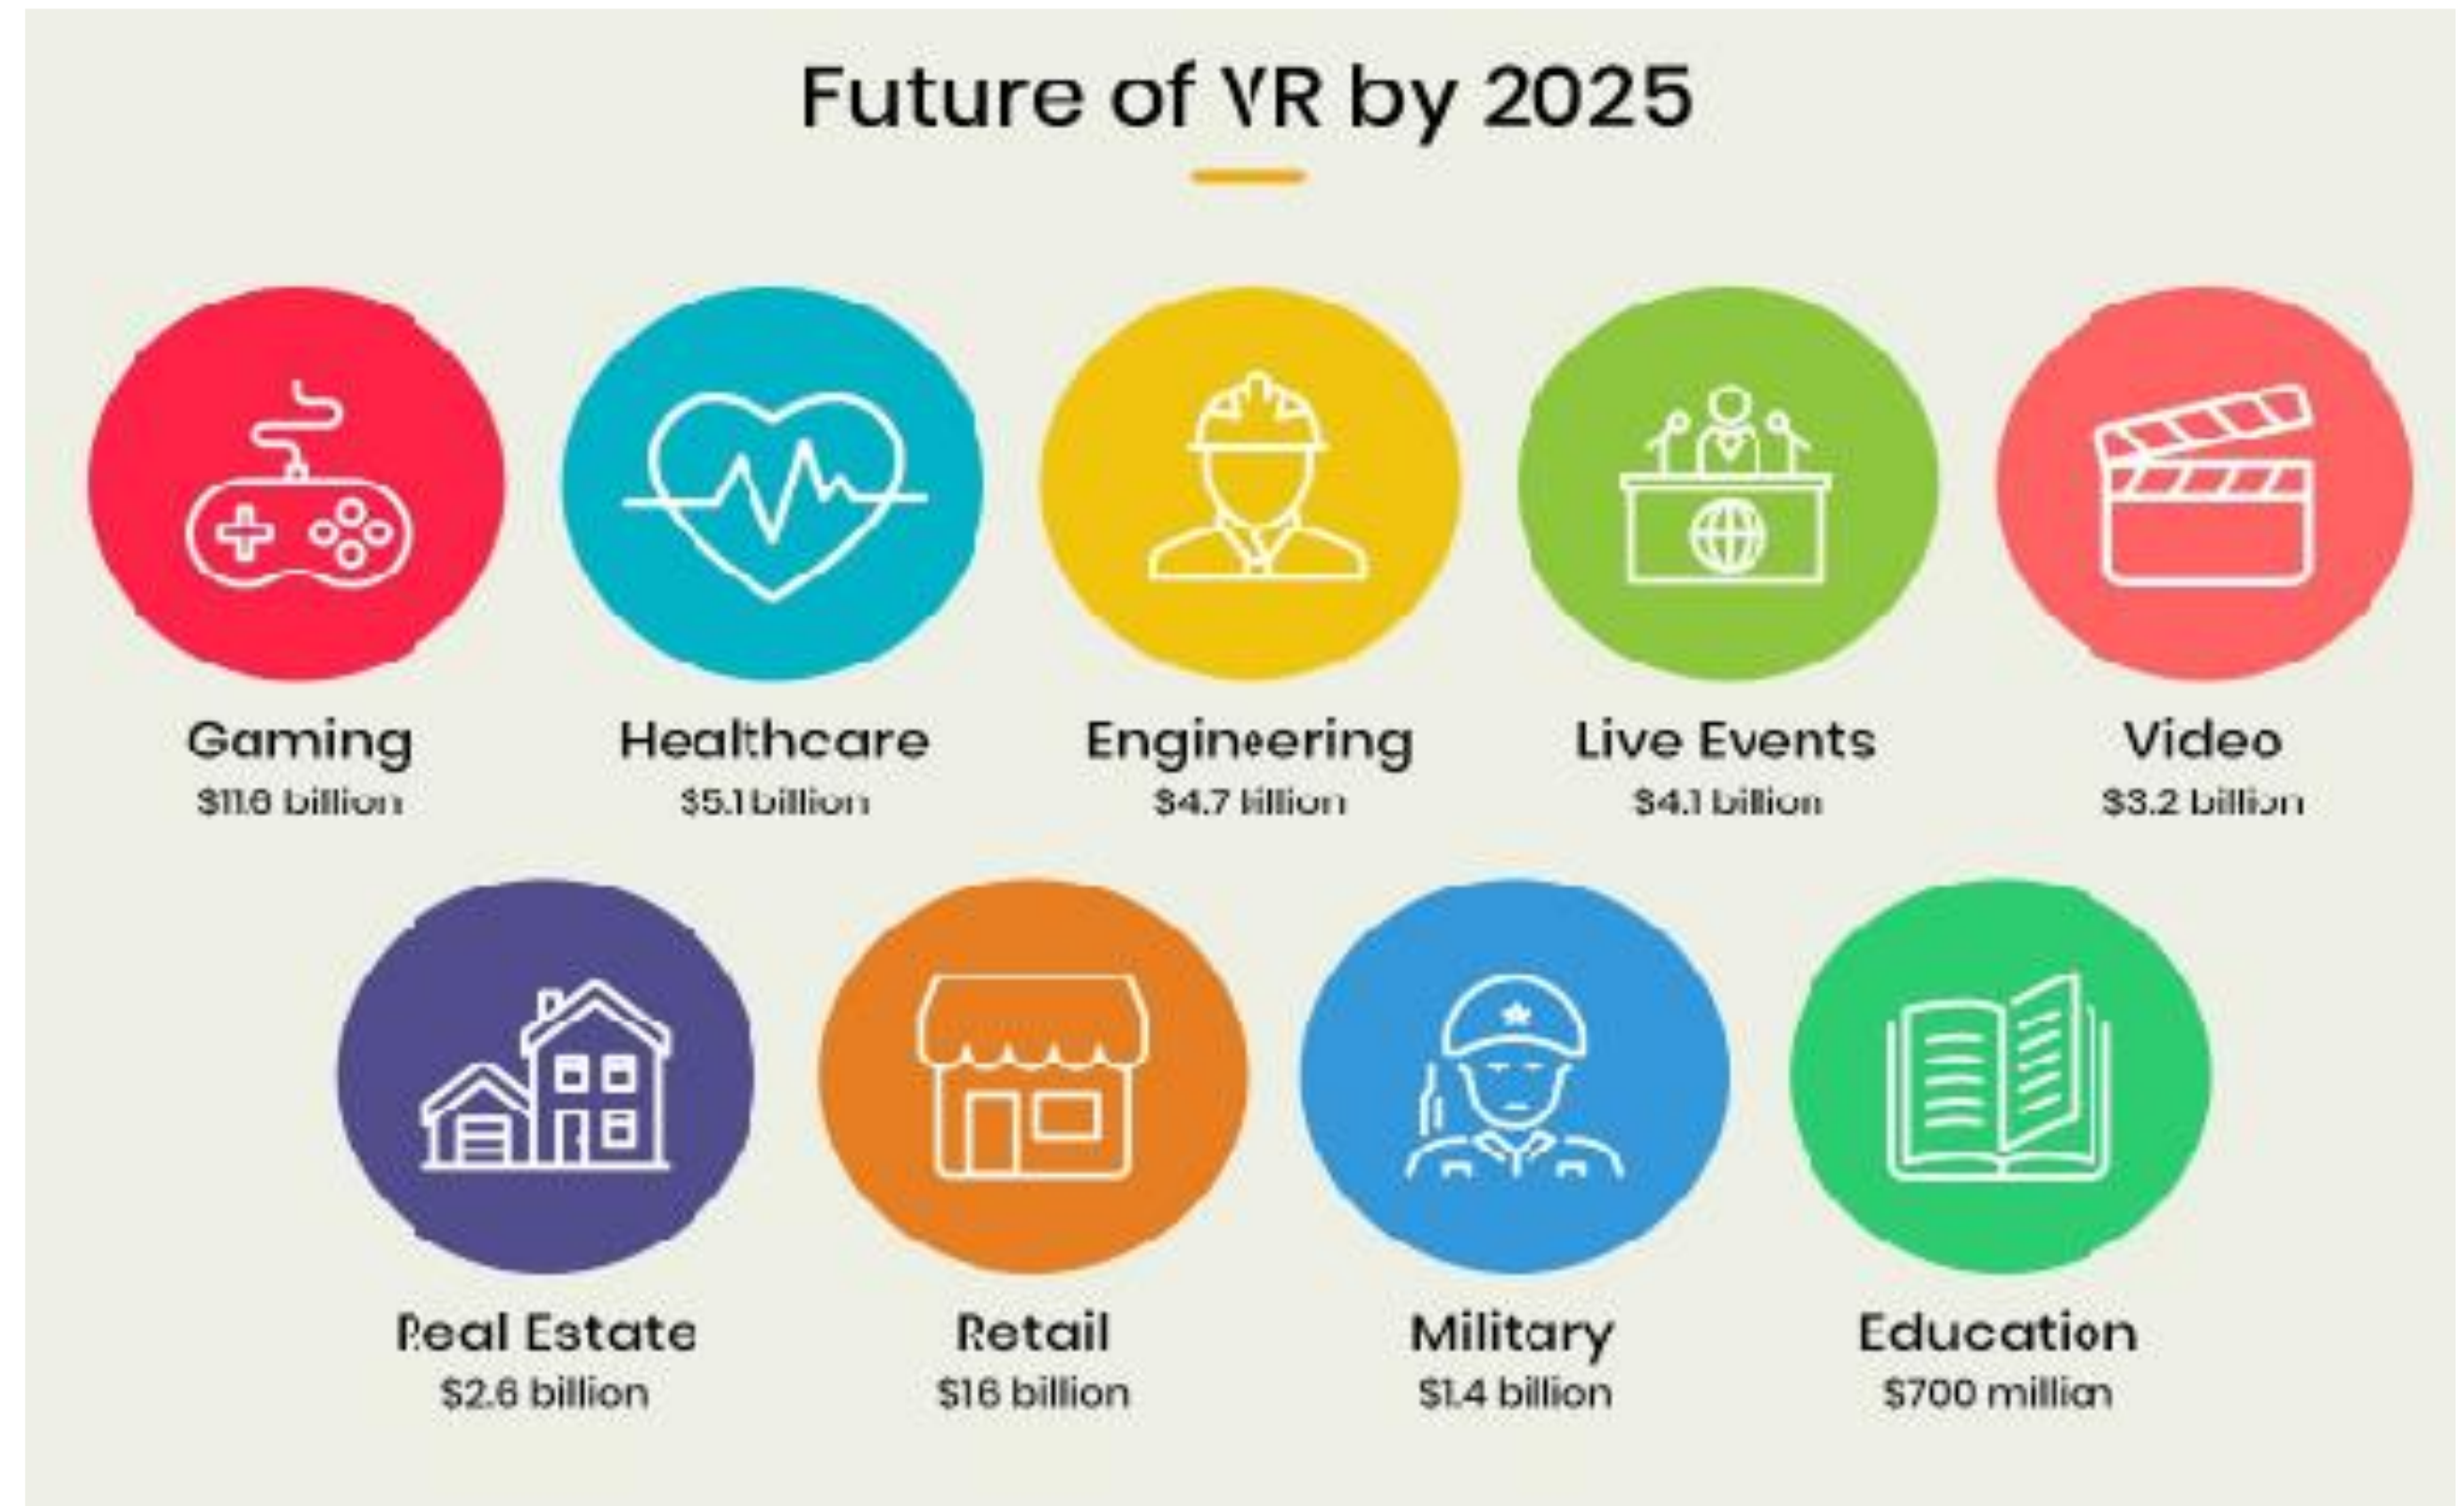 Future of VR by 2025
Gaming
$11.6 billion
Healthcare
$5.1 billion
Engineering
$4.7 billion
Live Events
$4.1 billion
Video
$3.2 billion
Real Estate
$2.6 billion
Retail
$16 billion
Military
$1.4 billion
Education
$700 million